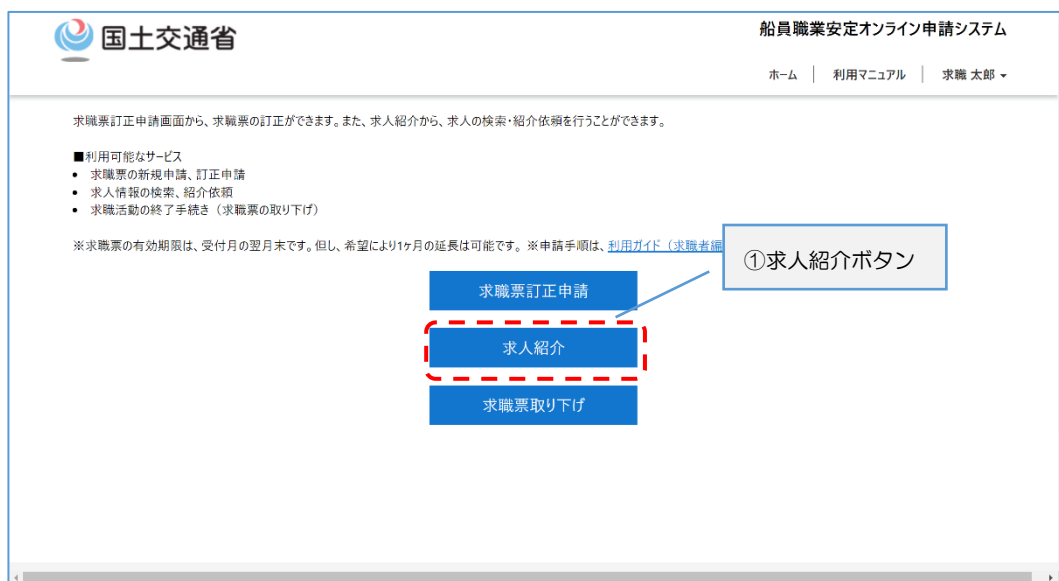 国土交通省
船員職業安定オンライン申請システム
ホーム 利用マニュアル 求職 太郎
求職票訂正申請画面から、求職票の訂正ができます。また、求人紹介から、求人の検索・紹介依頼を行うことができます。
■利用可能なサービス
• 求職票の新規申請、訂正申請
• 求人情報の検索、紹介依頼
• 求職活動の終了手続き（求職票の取り下げ）
※求職票の有効期限は、受付月の翌月末です。但し、希望により1ヶ月の延長は可能です。※申請手順は、利用ガイド（求職者編
①求人紹介ボタン
求職票訂正申請
求人紹介
求職票取り下げ